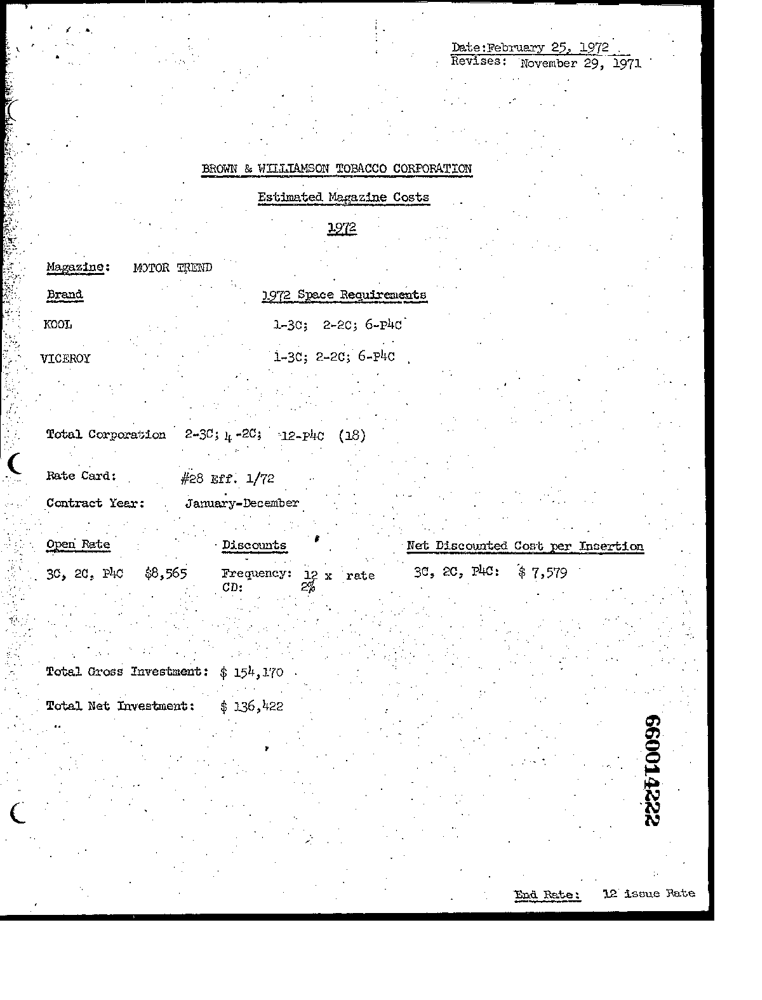 Date:February 25, 1972
Revises: November 29, 1971
BROWN & WILLIAMSON TOBACCO CORPORATION
Estimated Magazine Costs
1972
Magazine: MOTOR TREND
Brand 1972 Space Requirements
KOOL 1-3C; 2-2C; 6-P4C
VICEROY 1-3C; 2-2C; 6-P4C
Total Corporation 2-3C; 4-2C; 12-P4C (18)
Rate Card: #28 Eff. 1/72
Contract Year: January-December
Open Rate Discounts Net Discounted Cost per Insertion
3C, 2C, P4C $8,565 Frequency: 12 x rate 3C, 2C, P4C: $ 7,579
CD: 2%
Total Gross Investment: $ 154,170
Total Net Investment: $ 136,422
660014222
End Rate: 12 issue Rate